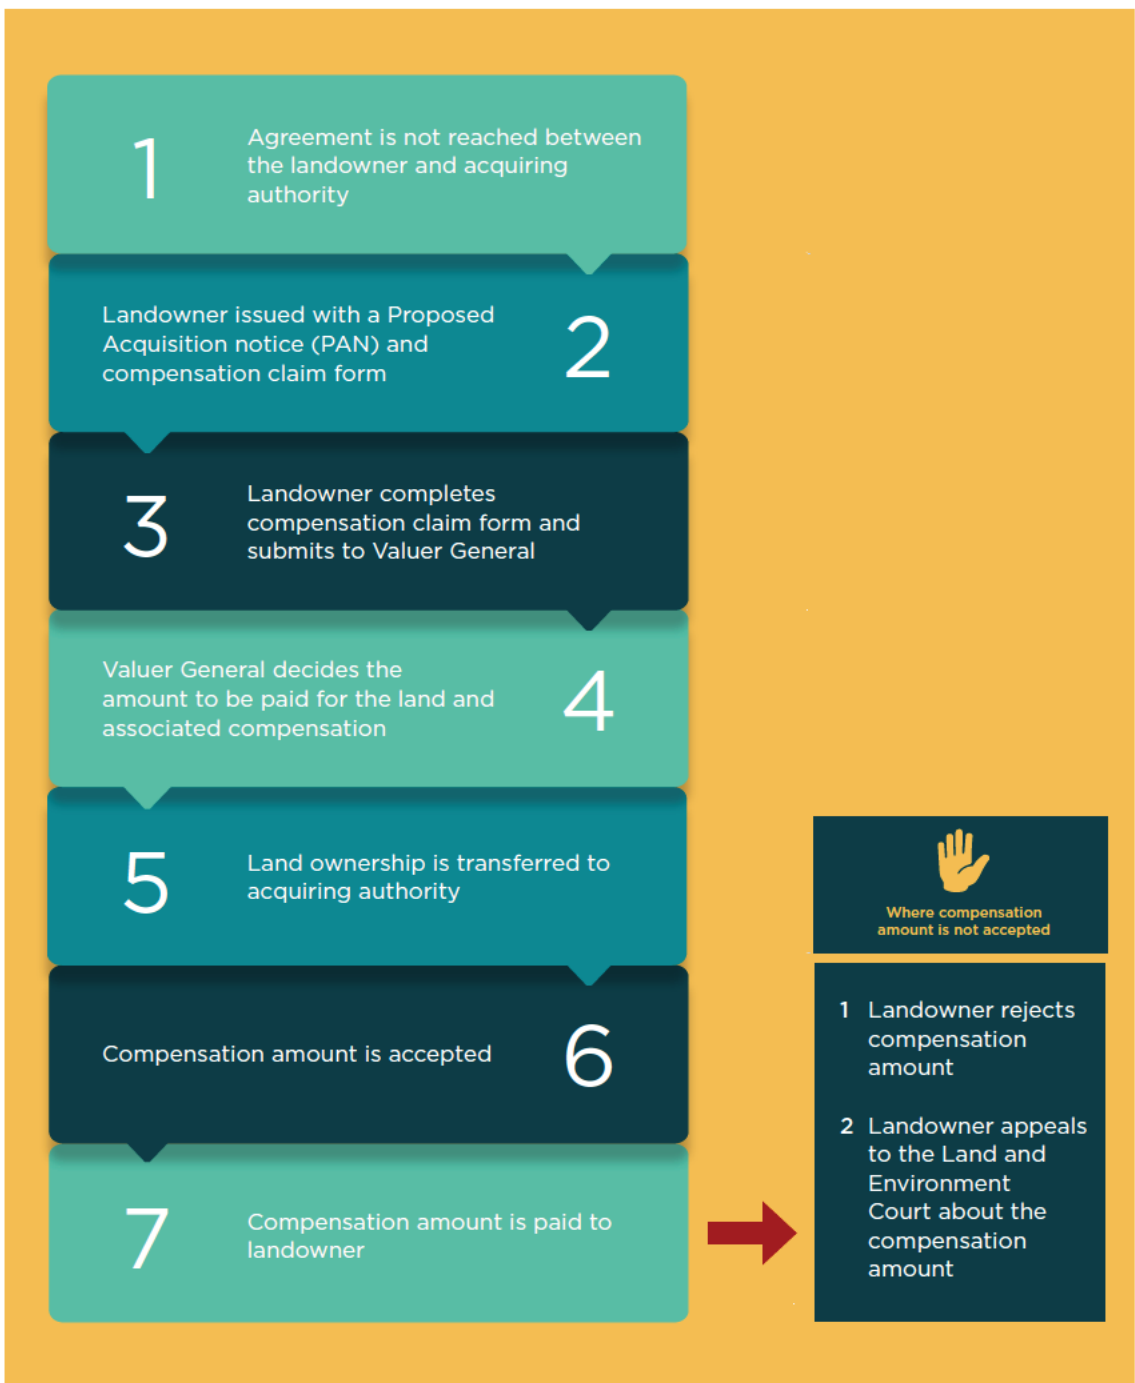 1
Agreement is not reached between
the landowner and acquiring
authority
Landowner issued with a Proposed
Acquisition notice (PAN) and
compensation claim form
2
3
Landowner completes
compensation claim form and
submits to Valuer General
Valuer General decides the
amount to be paid for the land and
associated compensation
4
5
Land ownership is transferred to
acquiring authority
Compensation amount is accepted
6
7
Compensation amount is paid to
landowner
Where compensation
amount is not accepted
1 Landowner rejects
compensation
amount
2 Landowner appeals
to the Land and
Environment
Court about the
compensation
amount